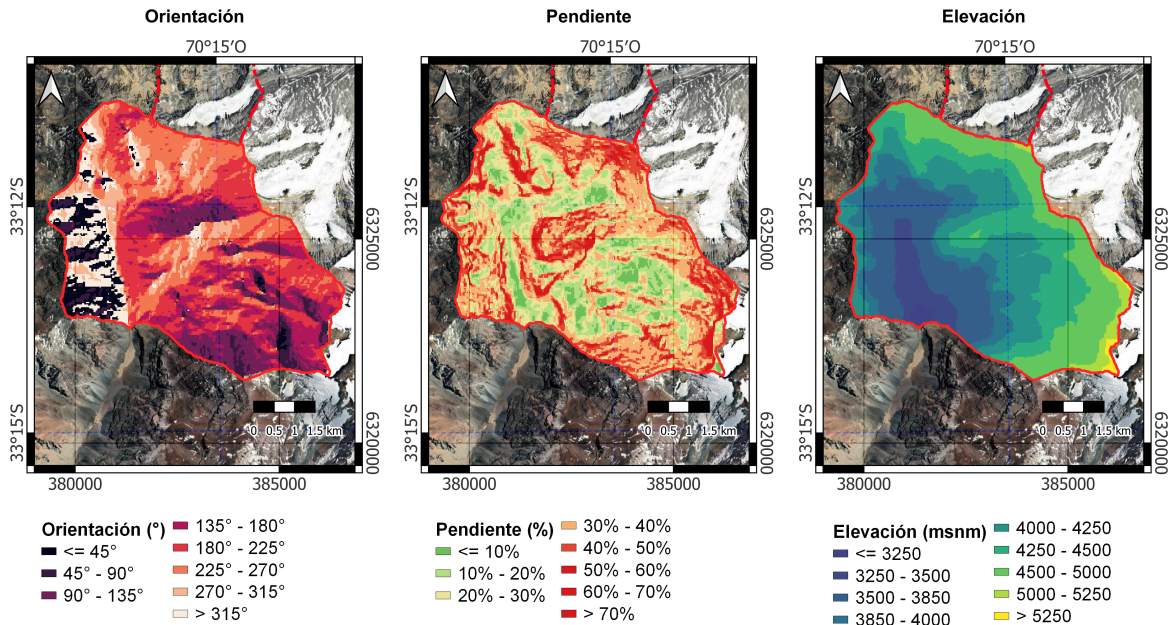 Orientación
Pendiente
Elevación
70°15'O
70°15'O
70°15'O
33°12'S
6325000
33°12'S
6325000
33°12'S
6325000
0 0.5 1 1.5 km
0 0.5 1 1.5 km
0 0.5 1 1.5 km
33°15'S
6320000
33°15'S
6320000
33°15'S
6320000
380000
385000
380000
385000
380000
385000
Orientación (°)
<= 45°
45° - 90°
90° - 135°
135° - 180°
180° - 225°
225° - 270°
270° - 315°
> 315°
Pendiente (%)
<= 10%
10% - 20%
20% - 30%
30% - 40%
40% - 50%
50% - 60%
60% - 70%
> 70%
Elevación (msnm)
<= 3250
3250 - 3500
3500 - 3850
3850 - 4000
4000 - 4250
4250 - 4500
4500 - 5000
5000 - 5250
> 5250